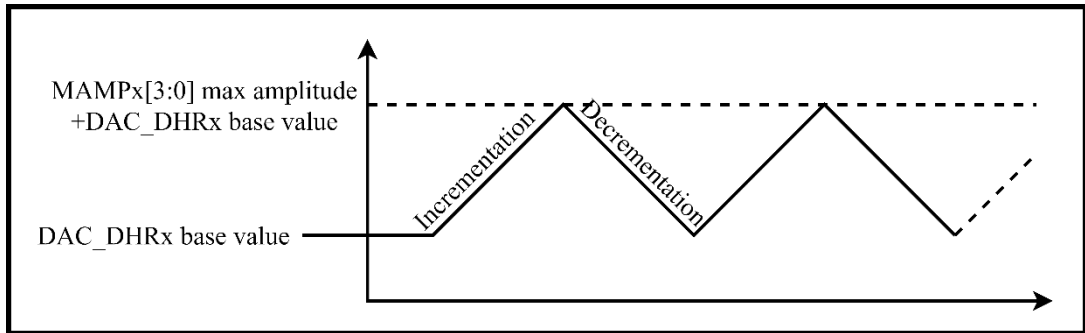 MAMPx[3:0] max amplitude
+DAC_DHRx base value
Incrementation
Decrementation
DAC_DHRx base value